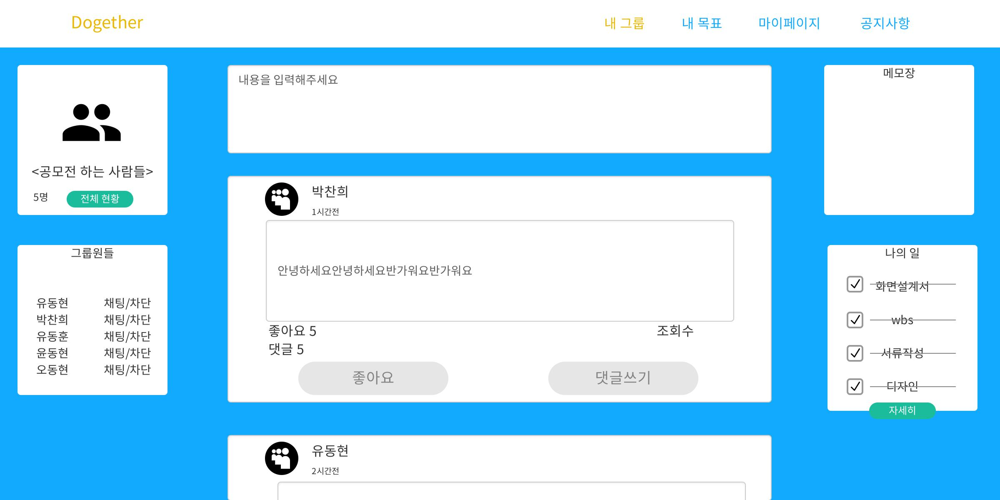 Dogether
내 그룹 내 목표 마이페이지 공지사항
<공모전 하는 사람들>
5명 전체 현황
그룹원들
유동현 채팅/차단
박찬희 채팅/차단
유동훈 채팅/차단
윤동현 채팅/차단
오동현 채팅/차단
내용을 입력해주세요
박찬희
1시간전
안녕하세요안녕하세요반가워요반가워요
좋아요 5 조회수
댓글 5
좋아요 댓글쓰기
유동현
2시간전
메모장
나의 일
화면설계서
wbs
서류작성
디자인
자세히